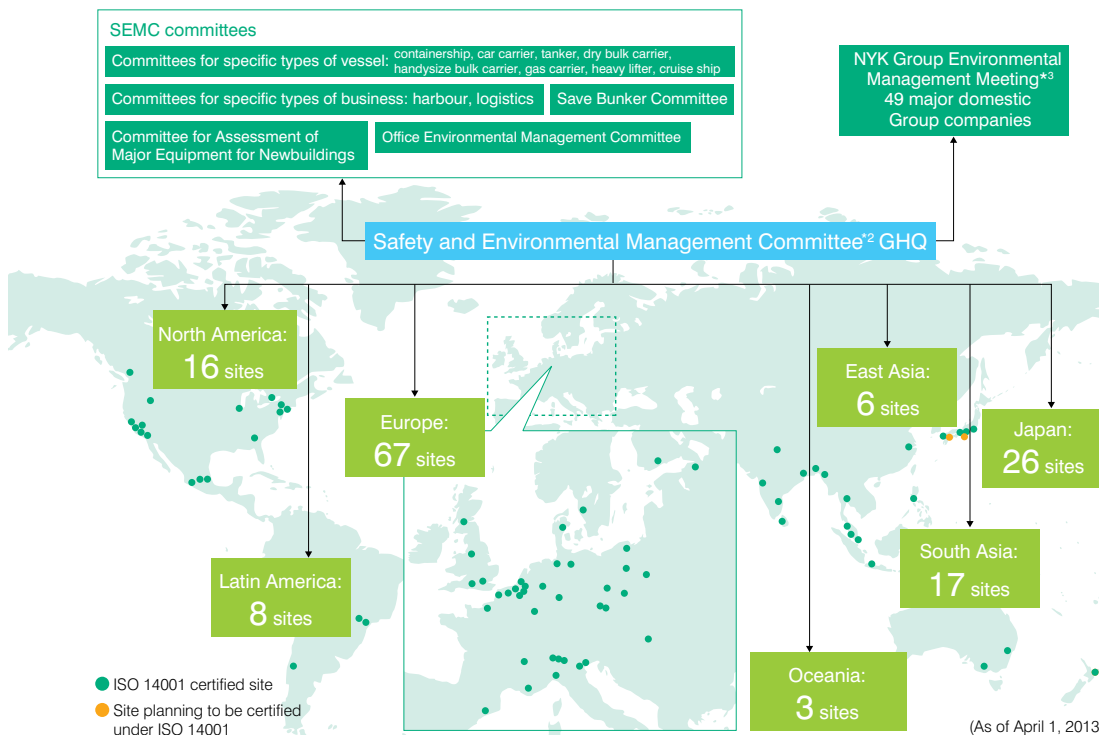 SEMC committees
Committees for specific types of vessel: containership, car carrier, tanker, dry bulk carrier,
handysize bulk carrier, gas carrier, heavy lifter, cruise ship
Committees for specific types of business: harbour, logistics
Save Bunker Committee
Committee for Assessment of
Major Equipment for Newbuildings
Office Environmental Management Committee
NYK Group Environmental
Management Meeting*3
49 major domestic
Group companies
Safety and Environmental Management Committee*2 GHQ
North America:
16 sites
Europe:
67 sites
East Asia:
6 sites
Japan:
26 sites
Latin America:
8 sites
South Asia:
17 sites
Oceania:
3 sites
ISO 14001 certified site
Site planning to be certified
under ISO 14001
(As of April 1, 2013